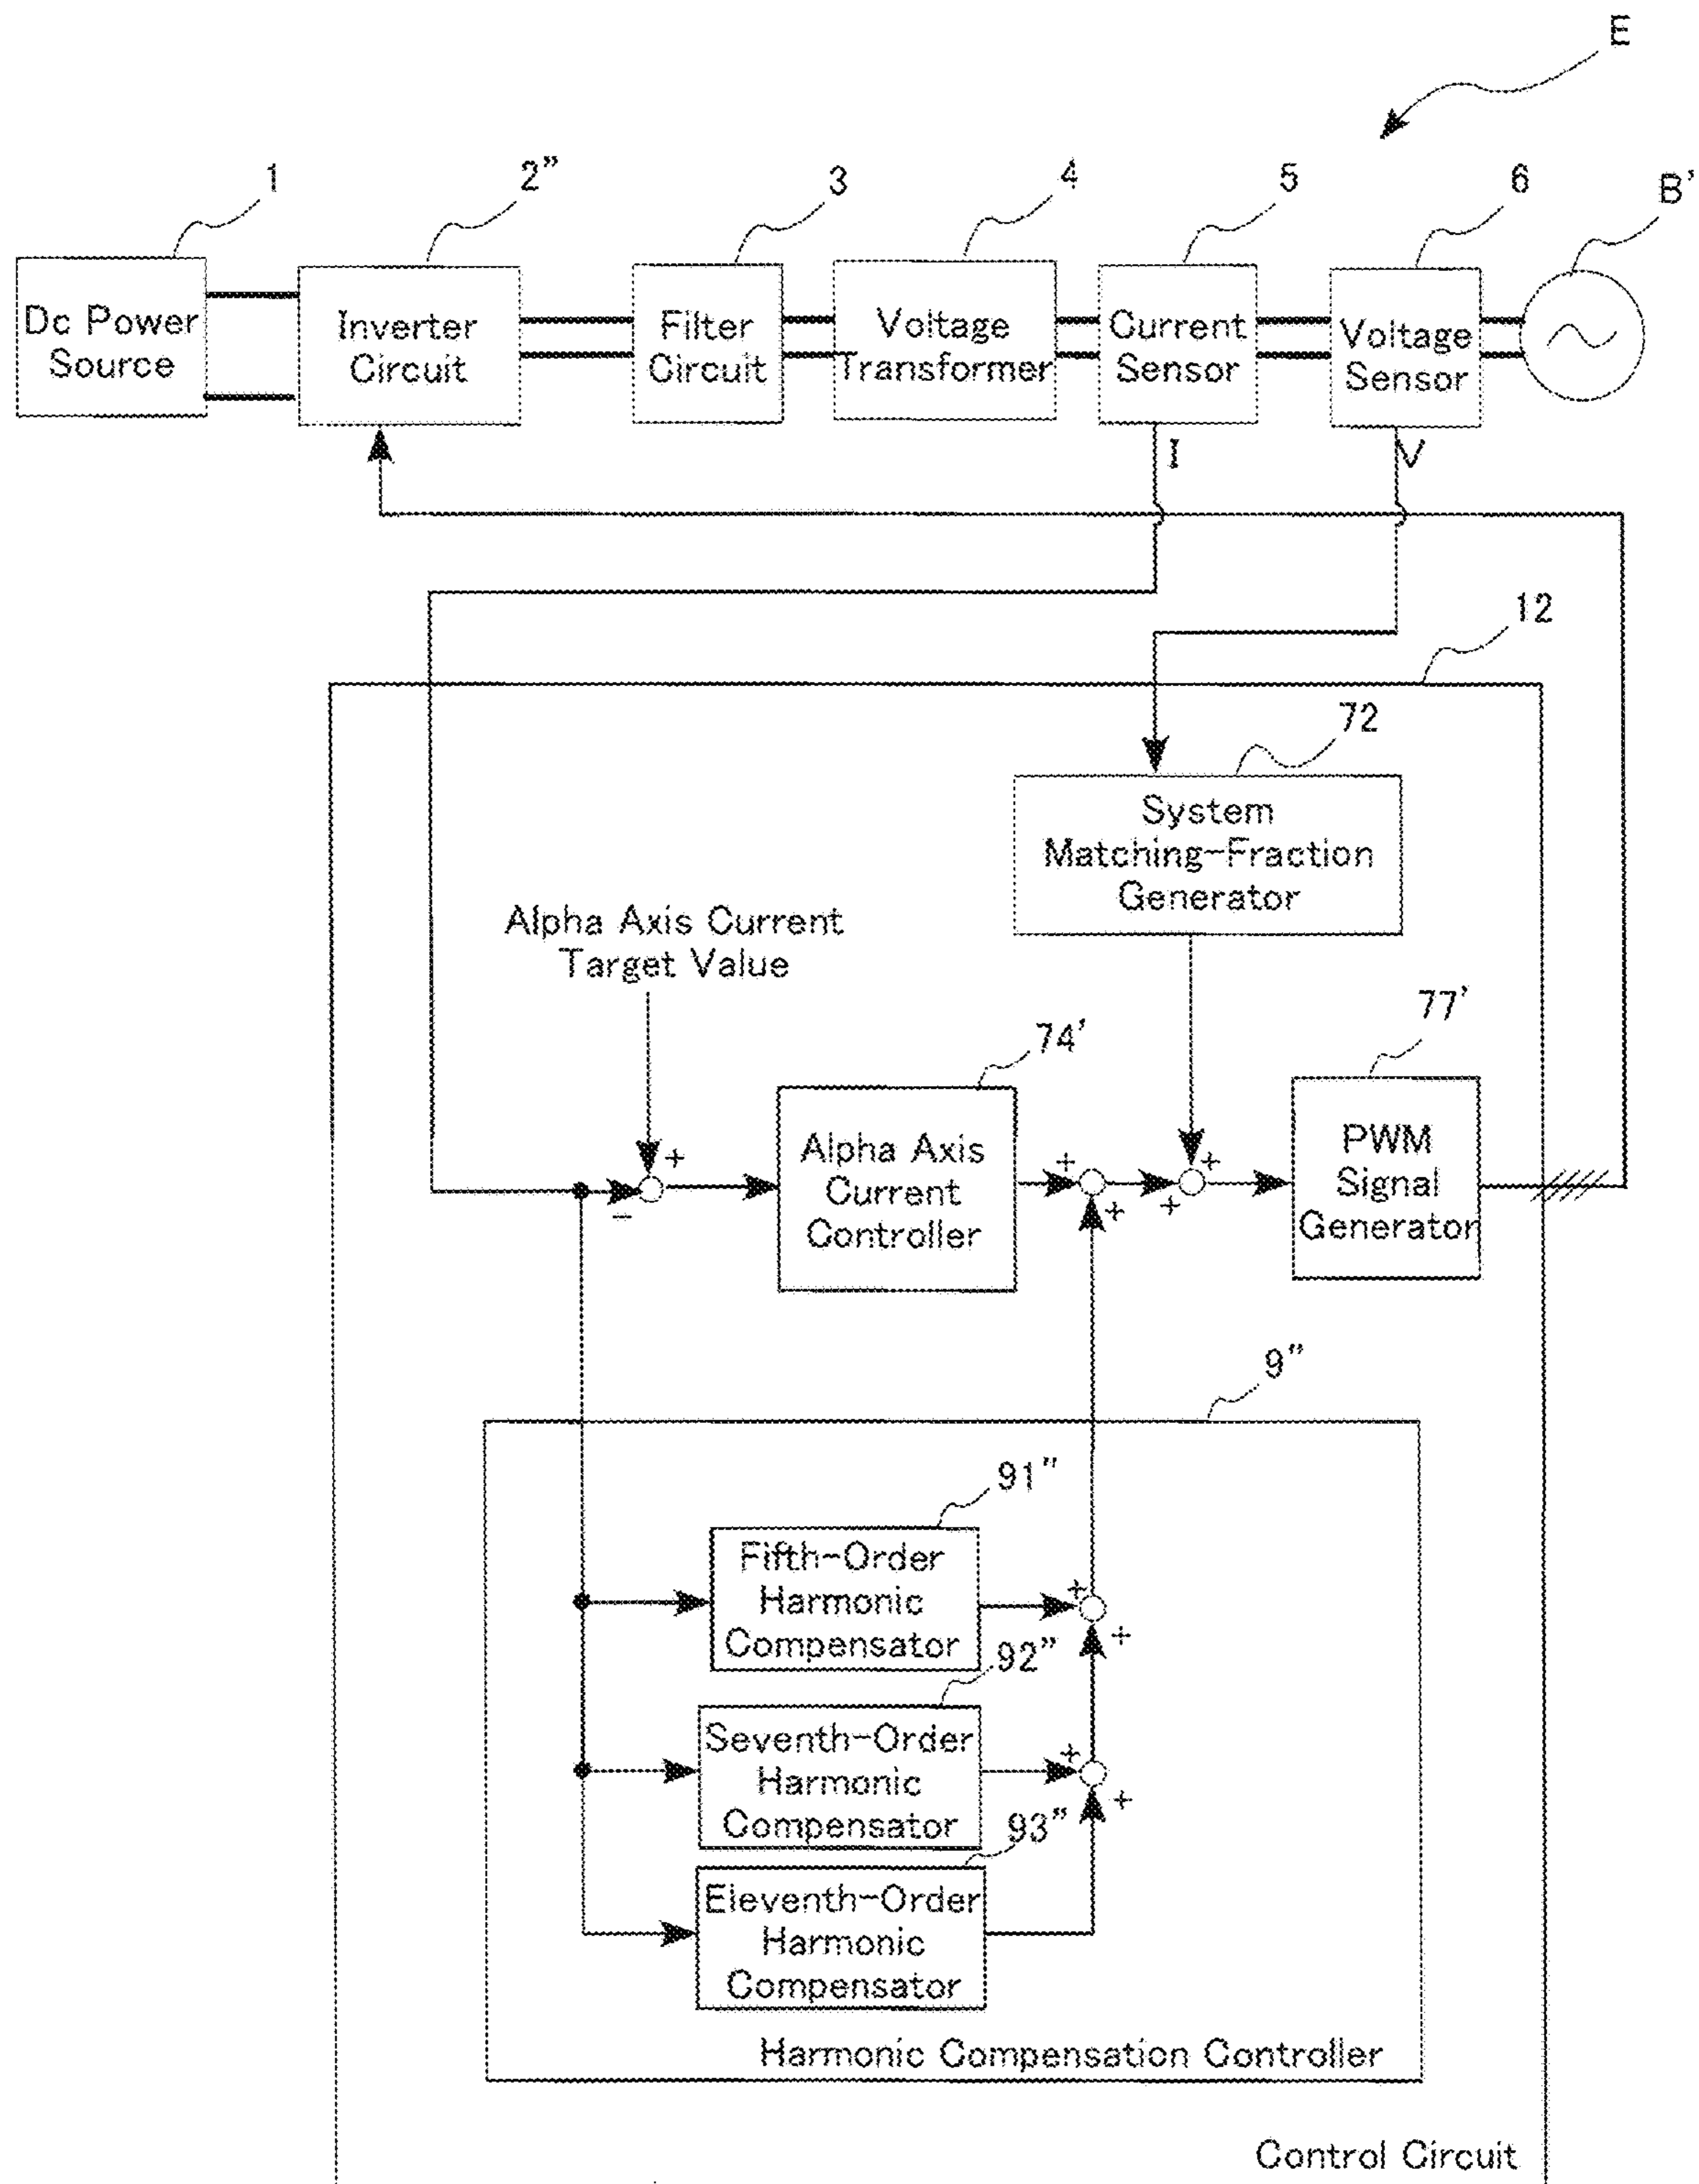 E
1
2”
3
4
5
6
B'
Dc Power
Source
Inverter
Circuit
Filter
Circuit
Voltage
Transformer
Current
Sensor
Voltage
Sensor
I
V
12
72
System
Matching-Fraction
Generator
Alpha Axis Current
Target Value
74'
77'
Alpha Axis
Current
Controller
PWM
Signal
Generator
+
−
+
+
+
+
9”
91”
Fifth-Order
Harmonic
Compensator
+
+
92”
Seventh-Order
Harmonic
Compensator
+
+
93”
Eleventh-Order
Harmonic
Compensator
Harmonic Compensation Controller
Control Circuit